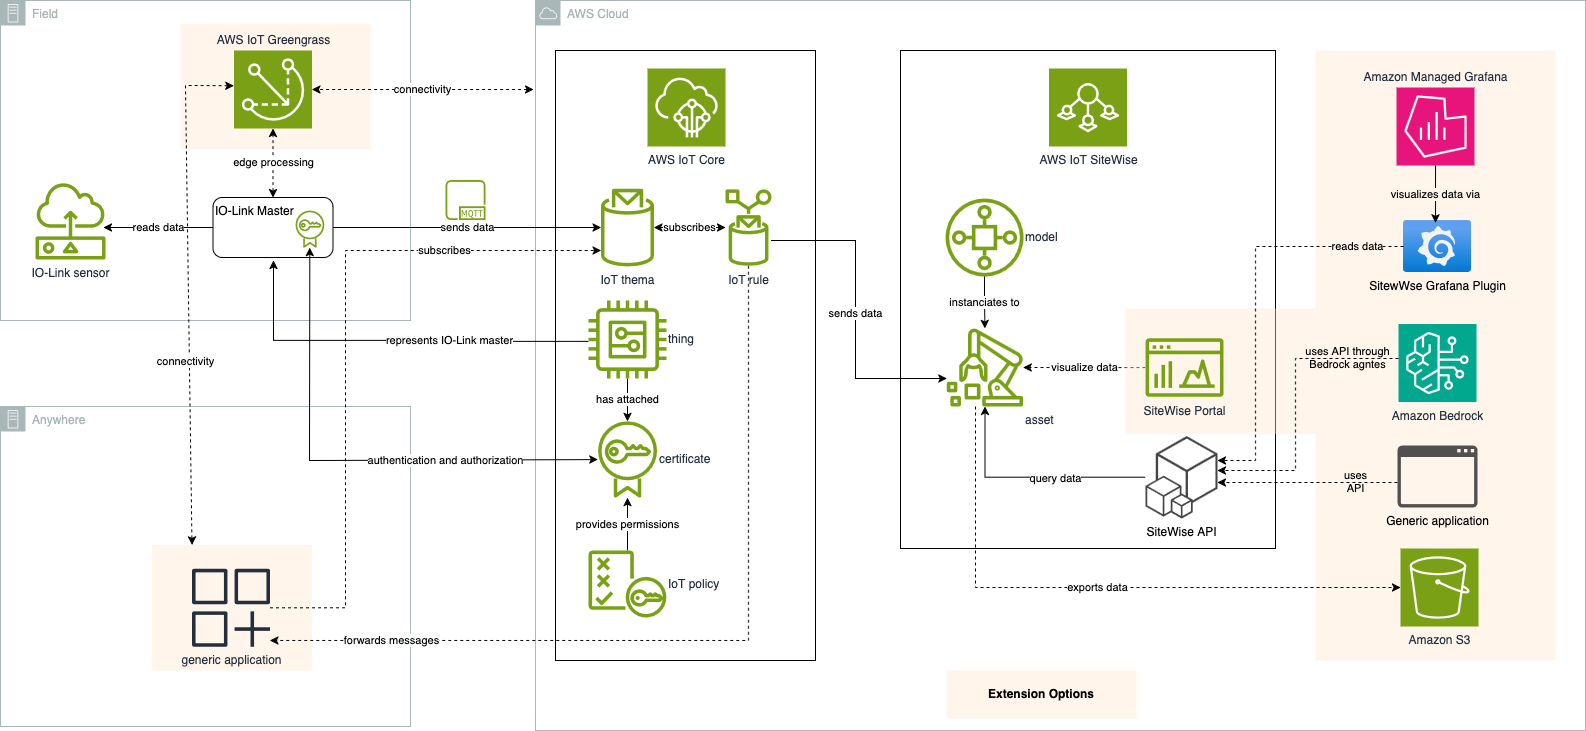 Field
AWS Cloud
AWS IoT Greengrass
connectivity
edge processing
IO-Link Master
reads data
IO-Link sensor
MQTT
sends data
subscribes
AWS IoT Core
subscribes
IoT thema
IoT rule
represents IO-Link master
thing
has attached
authentication and authorization
certificate
provides permissions
IoT policy
forwards messages
connectivity
Anywhere
generic application
sends data
AWS IoT SiteWise
model
instanciates to
asset
visualize data
SiteWise Portal
query data
SiteWise API
exports data
Amazon Managed Grafana
visualizes data via
reads data
SitewWse Grafana Plugin
uses API through
Bedrock agntes
Amazon Bedrock
uses
API
Generic application
Amazon S3
Extension Options